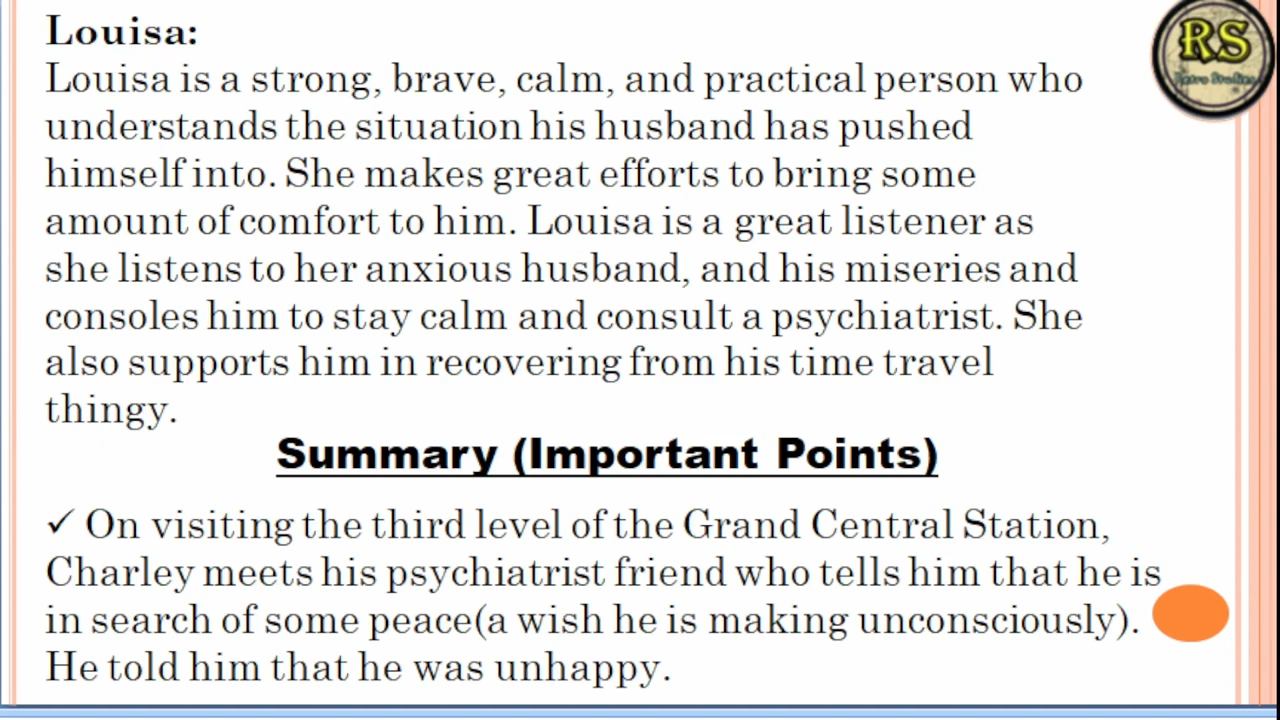 Louisa:
Louisa is a strong, brave, calm, and practical person who
understands the situation his husband has pushed
himself into. She makes great efforts to bring some
amount of comfort to him. Louisa is a great listener as
she listens to her anxious husband, and his miseries and
consoles him to stay calm and consult a psychiatrist. She
also supports him in recovering from his time travel
thingy.
Summary (Important Points)
✓ On visiting the third level of the Grand Central Station,
Charley meets his psychiatrist friend who tells him that he is
in search of some peace(a wish he is making unconsciously).
He told him that he was unhappy.
RS